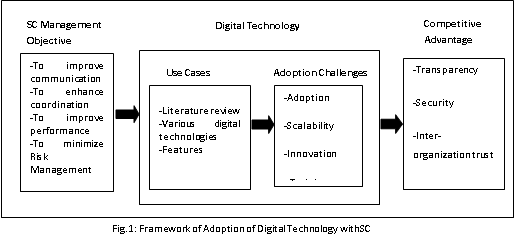 SC Management
Objective
-To improve
communication
-To enhance
coordination
-To improve
performance
-To minimize
Risk
Management
Digital Technology
Use Cases
-Literature review
-Various digital
technologies
-Features
Adoption Challenges
-Adoption
-Scalability
-Innovation
Competitive
Advantage
-Transparency
-Security
-Inter-
organization trust
Fig.1: Framework of Adoption of Digital Technology withSC